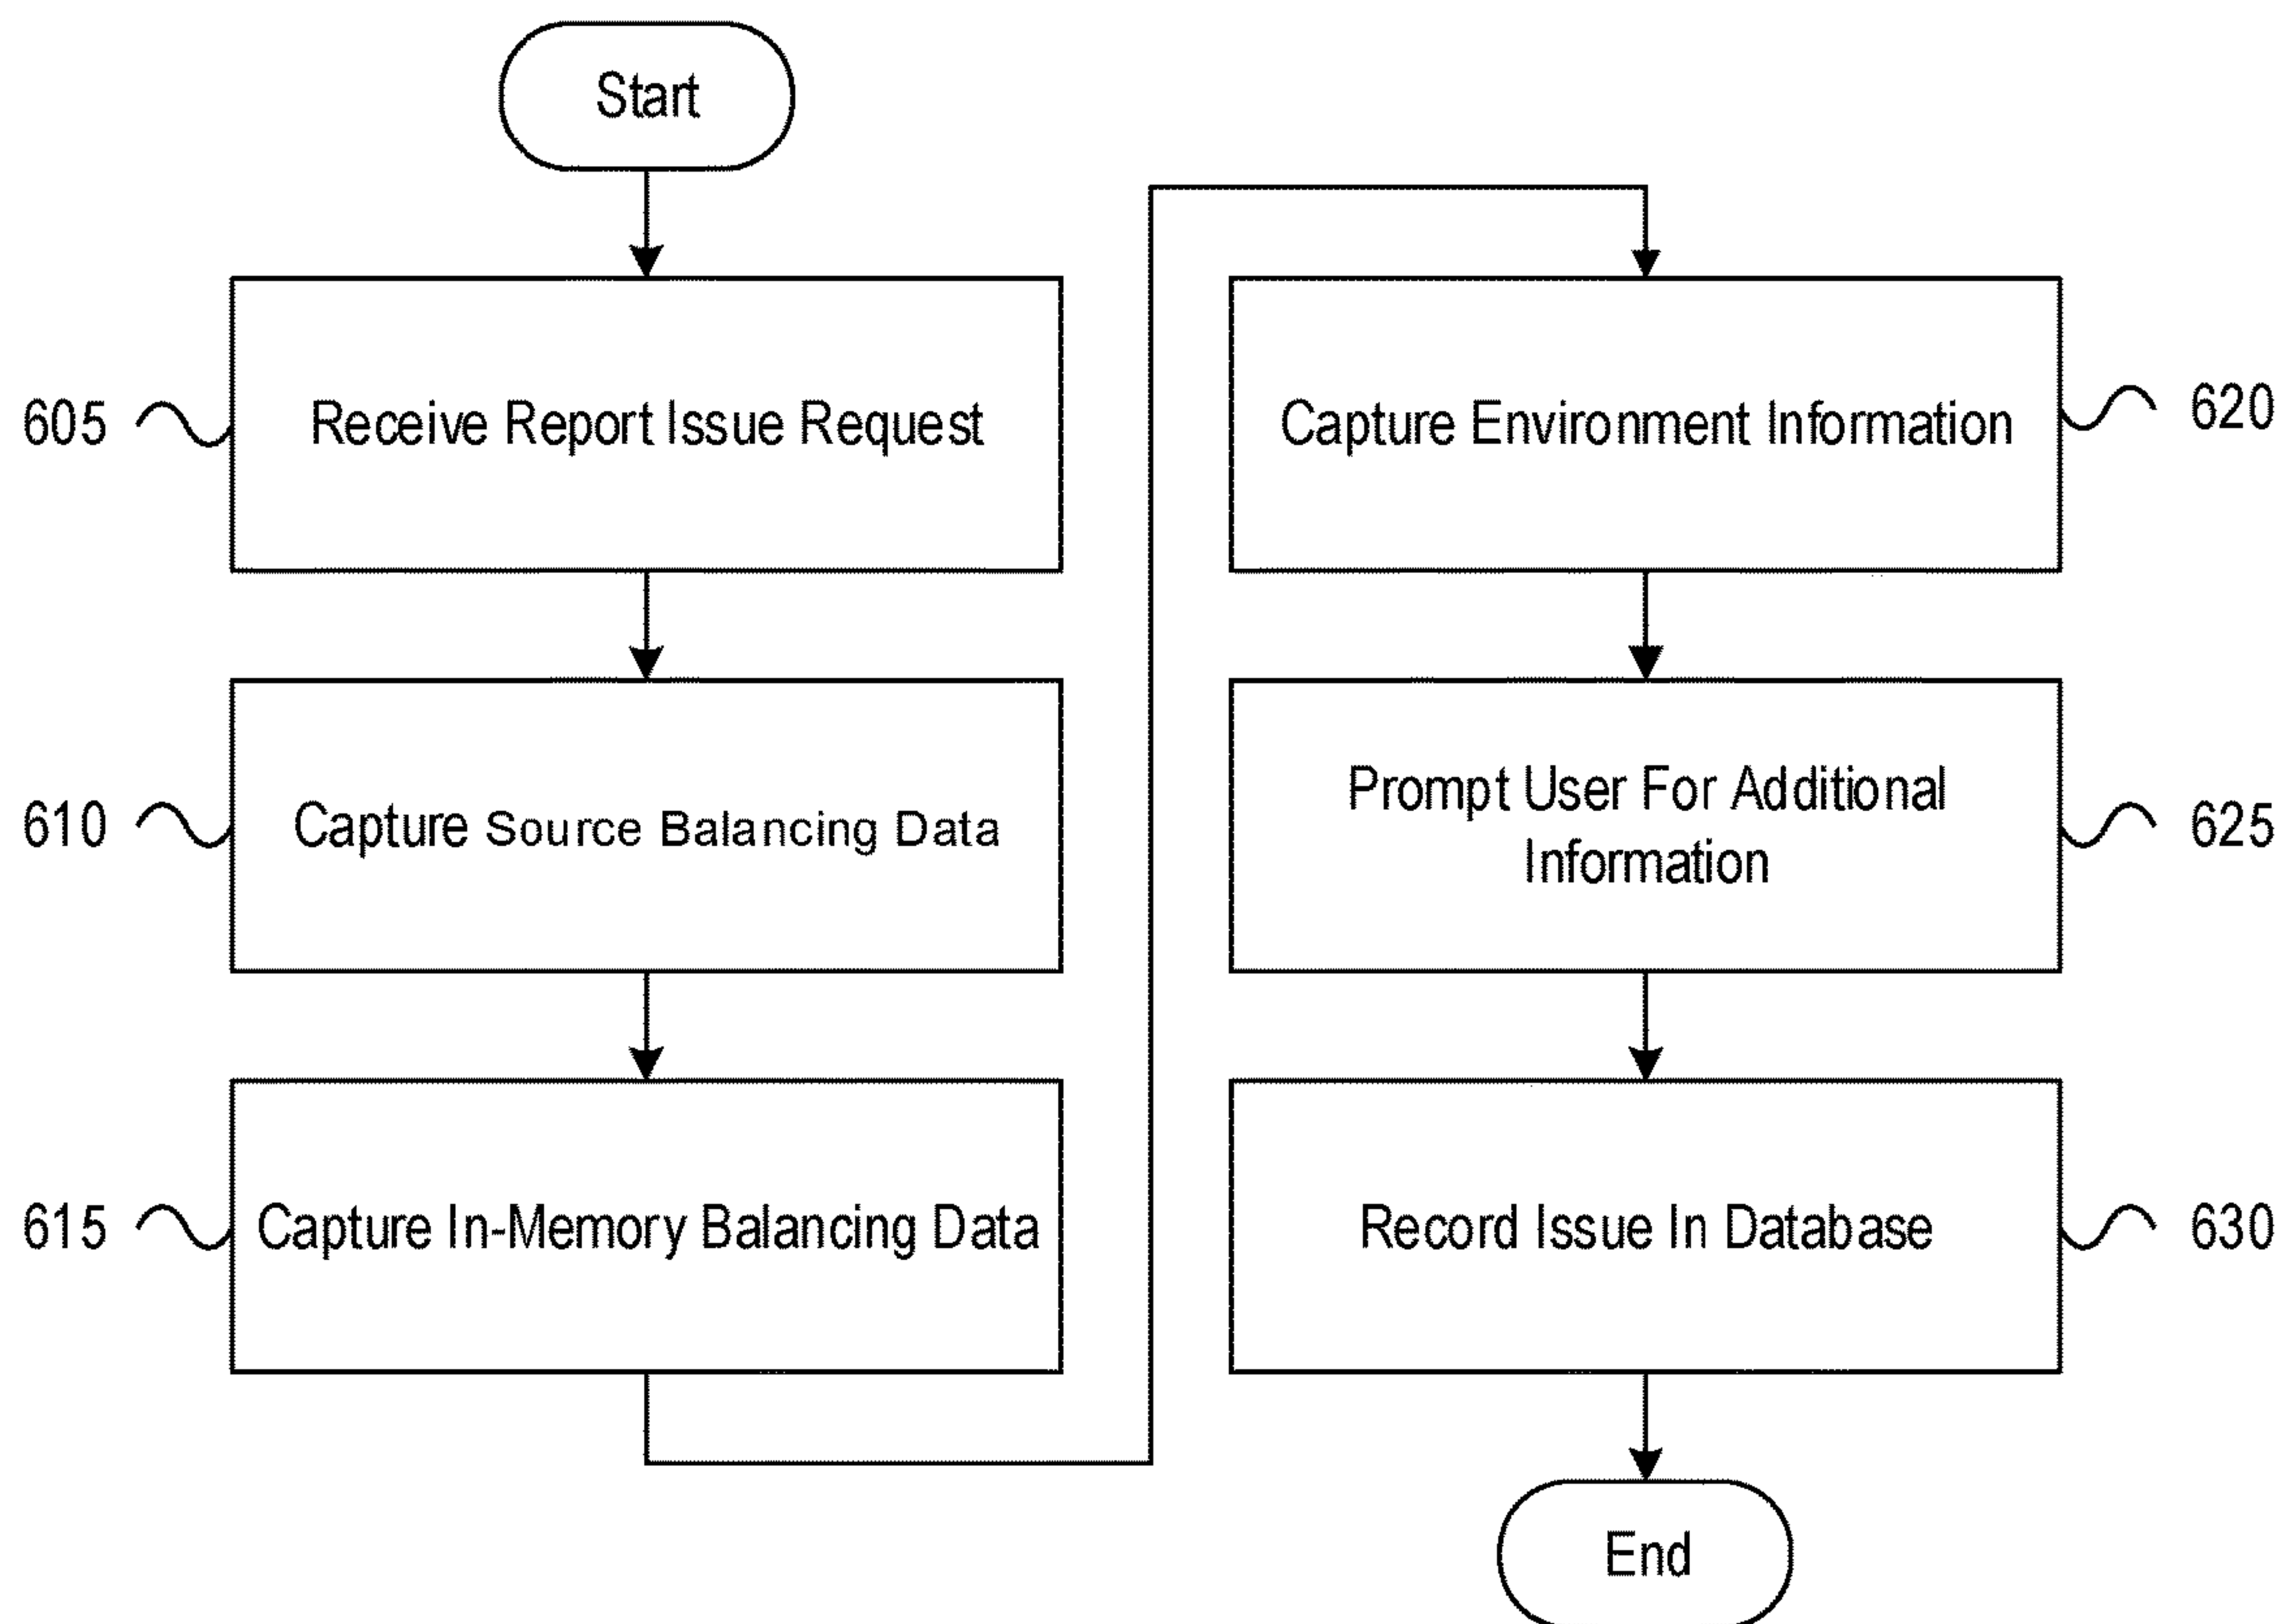 Start
605
Receive Report Issue Request
610
Capture Source Balancing Data
615
Capture In-Memory Balancing Data
Capture Environment Information
620
Prompt User For Additional
Information
625
Record Issue In Database
630
End